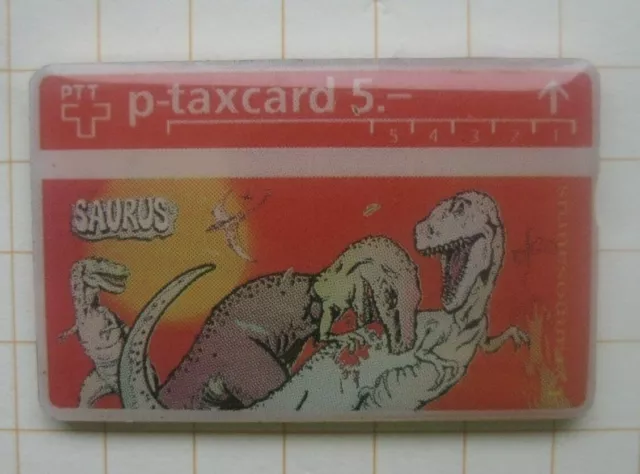 PTT
p-taxcard 5.–
5 4 3 2 1
SAURUS